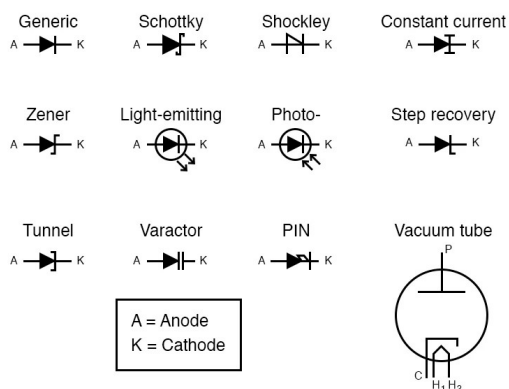 Generic Schottky Shockley Constant current
A K A K A K A K
Zener Light-emitting Photo- Step recovery
A K A K A K A K
Tunnel Varactor PIN Vacuum tube
P
A K A K A K
A = Anode
K = Cathode
C H₁ H₂